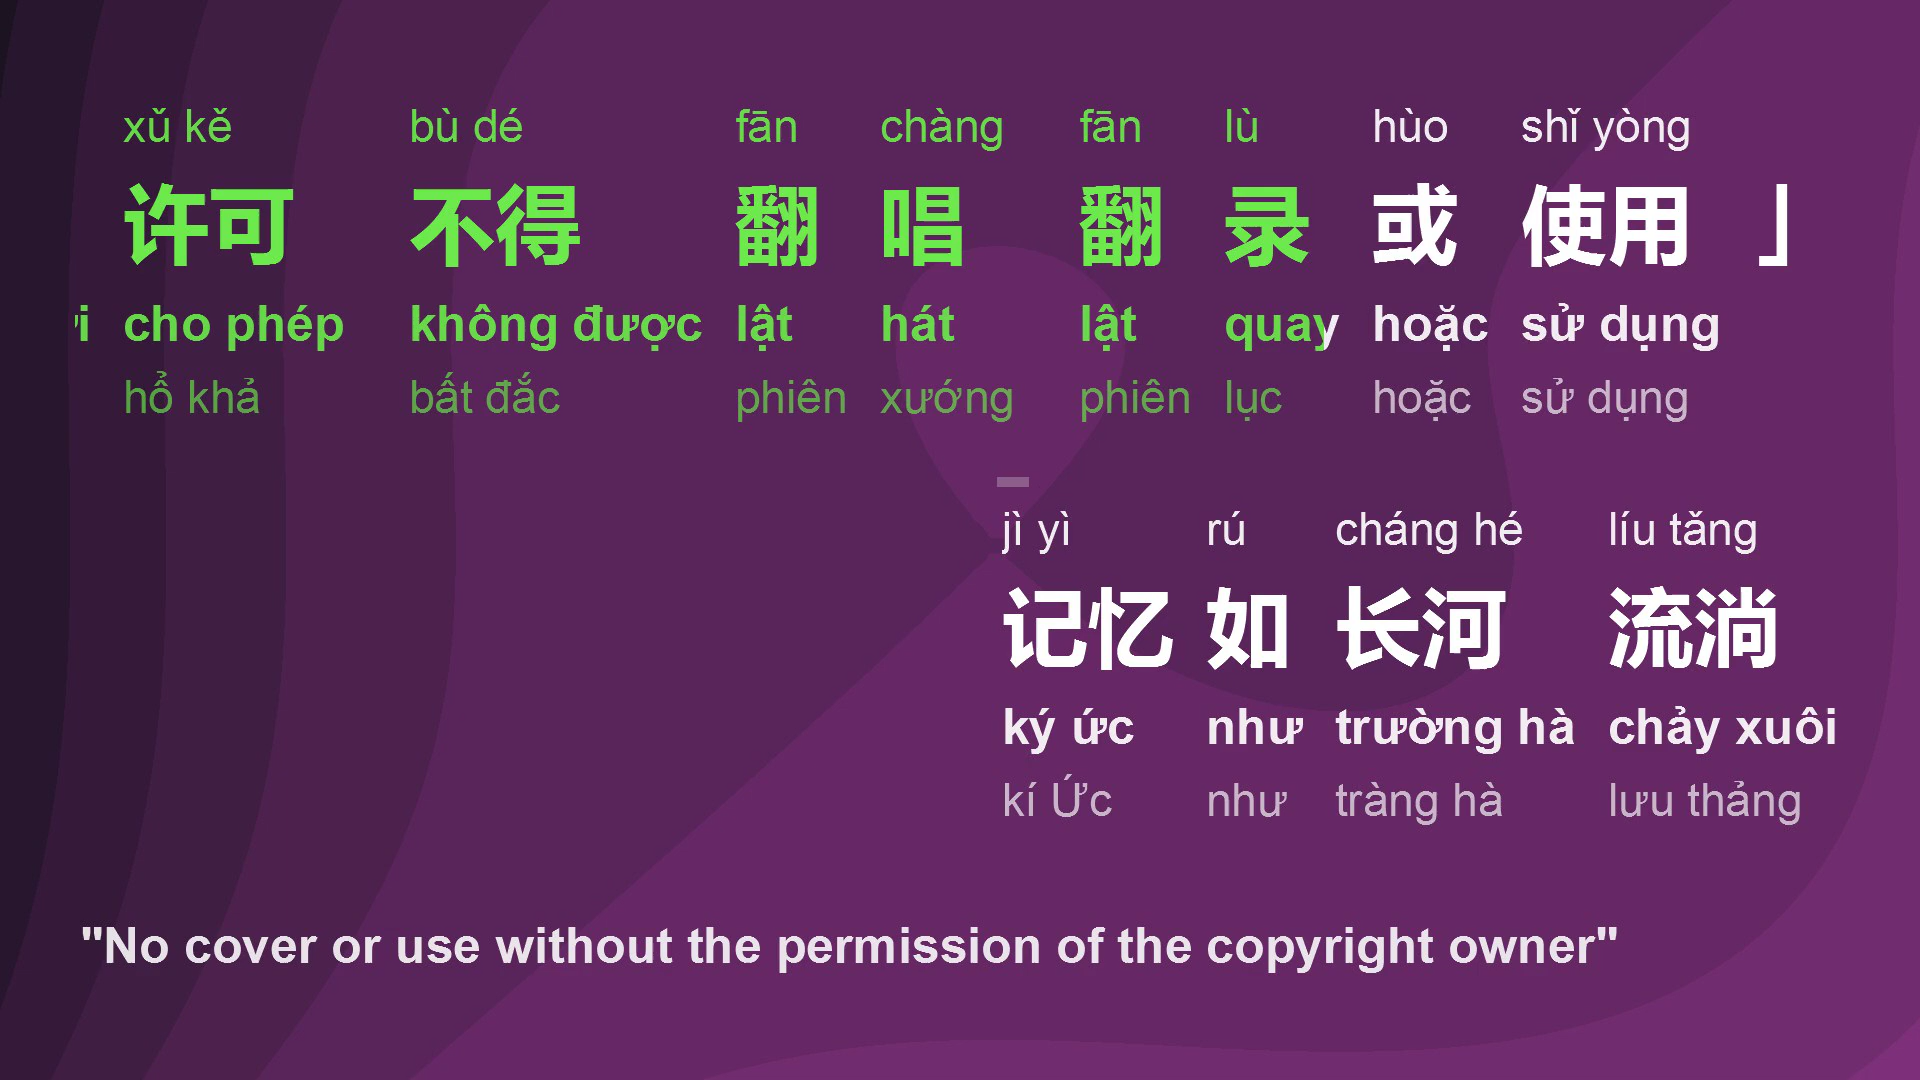 xǔ kě bù dé fān chàng fān lù hùo shǐ yòng
许可 不得 翻 唱 翻 录 或 使用 」
cho phép không được lật hát lật quay hoặc sử dụng
hổ khả bất đắc phiên xướng phiên lục hoặc sử dụng
jì yì rú cháng hé líu tǎng
记忆 如 长河 流淌
ký ức như trường hà chảy xuôi
kí Ức như tràng hà lưu thảng
"No cover or use without the permission of the copyright owner"